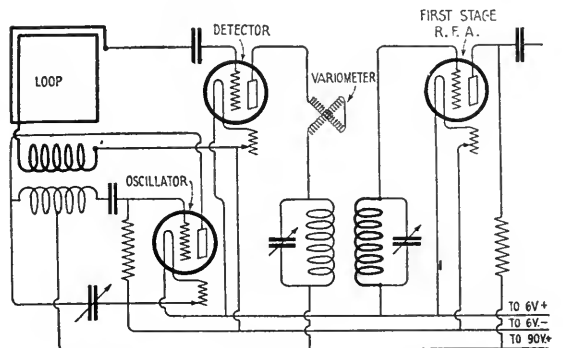 DETECTOR
FIRST STAGE
R.F.A.
LOOP
VARIOMETER
OSCILLATOR
TO 6V+
TO 6V.-
TO 90V.+